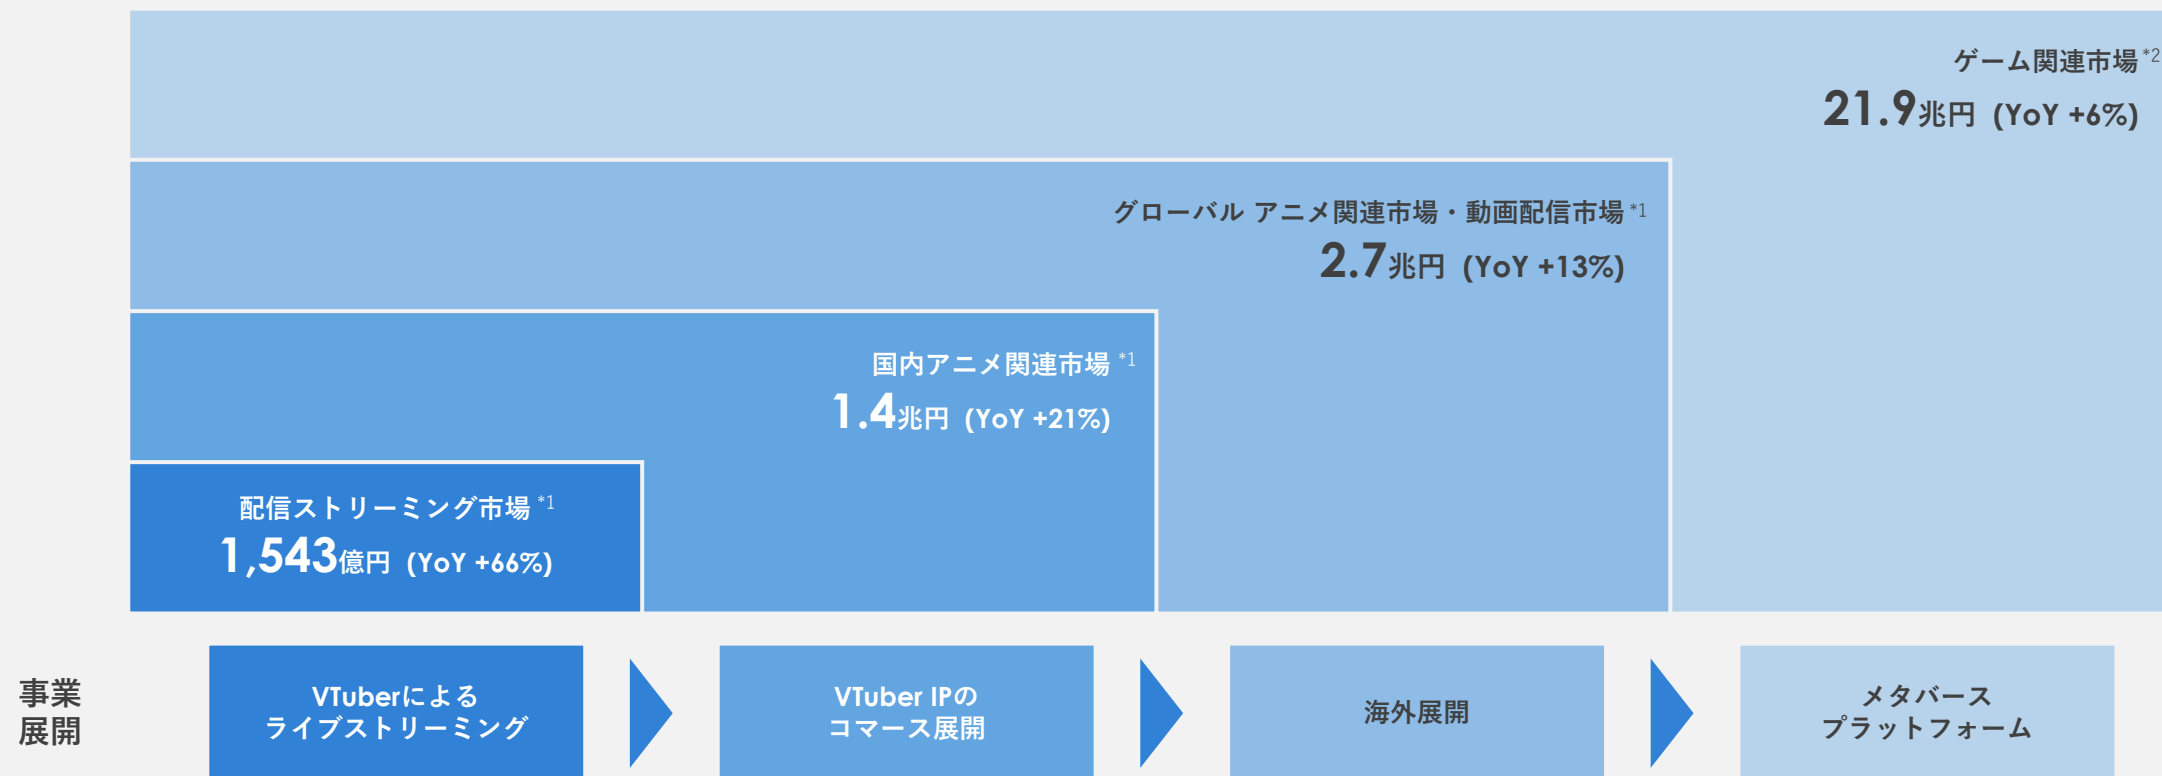 ゲーム関連市場 *2
21.9兆円 (YoY +6%)
グローバル アニメ関連市場・動画配信市場 *1
2.7兆円 (YoY +13%)
国内アニメ関連市場 *1
1.4兆円 (YoY +21%)
配信ストリーミング市場 *1
1,543億円 (YoY +66%)
事業
展開
VTuberによる
ライブストリーミング
VTuber IPの
コマース展開
海外展開
メタバース
プラットフォーム